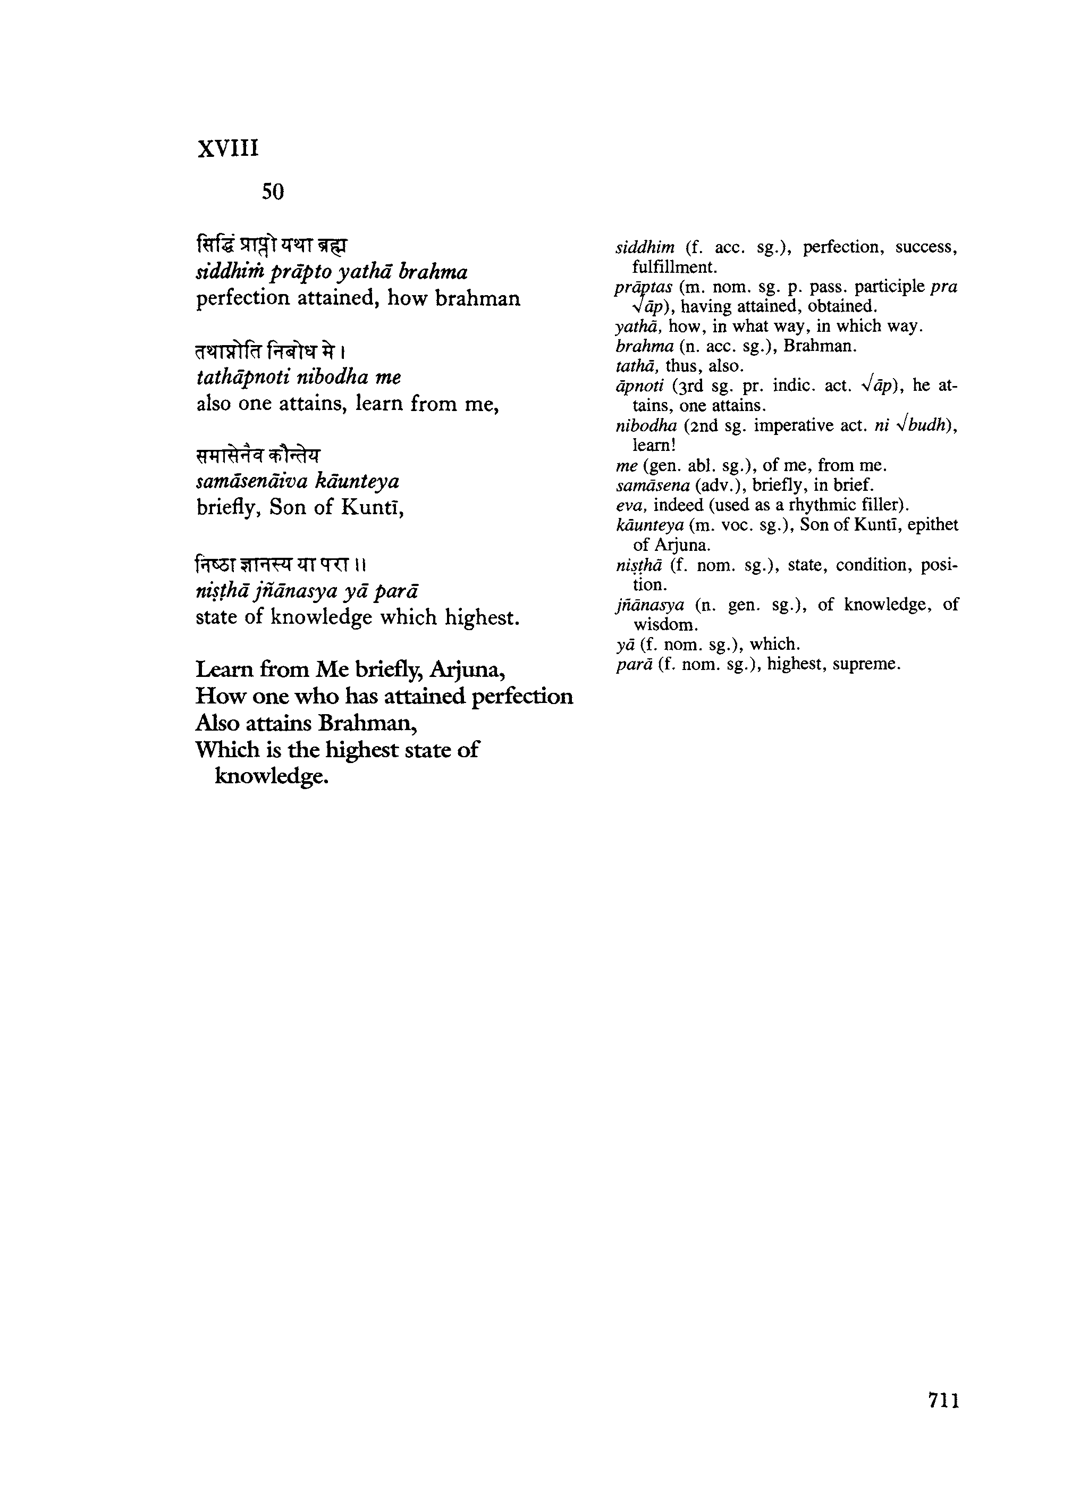 XVIII
50
सिद्धिं प्राप्तो यथा ब्रह्म
siddhiṁ prāpto yathā brahma
perfection attained, how brahman
तथाप्नोति निबोध मे ।
tathāpnoti nibodha me
also one attains, learn from me,
समासेनैव कौन्तेय
samāsenāiva kāunteya
briefly, Son of Kuntī,
निष्ठा ज्ञानस्य या परा ।।
niṣṭhā jñānasya yā parā
state of knowledge which highest.
Learn from Me briefly, Arjuna,
How one who has attained perfection
Also attains Brahman,
Which is the highest state of
knowledge.
siddhim (f. acc. sg.), perfection, success,
fulfillment.
prāptas (m. nom. sg. p. pass. participle pra
√āp), having attained, obtained.
yathā, how, in what way, in which way.
brahma (n. acc. sg.), Brahman.
tathā, thus, also.
āpnoti (3rd sg. pr. indic. act. √āp), he at-
tains, one attains.
nibodha (2nd sg. imperative act. ni √budh),
learn!
me (gen. abl. sg.), of me, from me.
samāsena (adv.), briefly, in brief.
eva, indeed (used as a rhythmic filler).
kāunteya (m. voc. sg.), Son of Kuntī, epithet
of Arjuna.
niṣṭhā (f. nom. sg.), state, condition, posi-
tion.
jñānasya (n. gen. sg.), of knowledge, of
wisdom.
yā (f. nom. sg.), which.
parā (f. nom. sg.), highest, supreme.
711